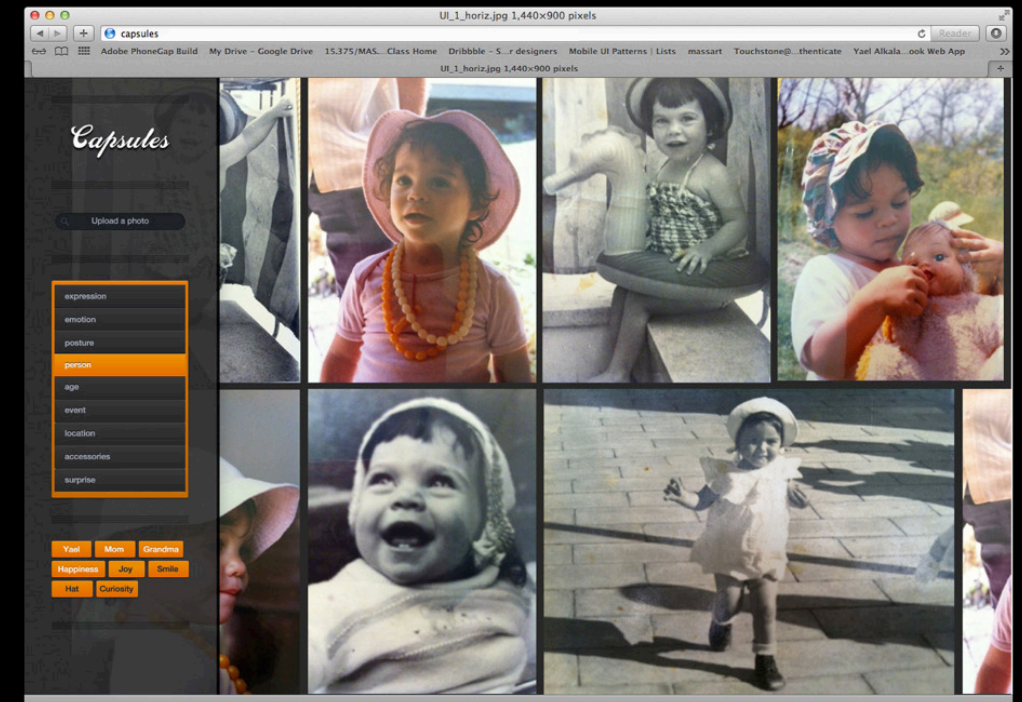 UI_1_horiz.jpg 1,440×900 pixels
capsules
Reader
Adobe PhoneGap Build My Drive – Google Drive 15.375/MAS...Class Home Dribbble – S...r designers Mobile UI Patterns | Lists massart Touchstone@...thenticate Yael Alkala...ook Web App
UI_1_horiz.jpg 1,440×900 pixels
Capsules
Upload a photo
expression
emotion
posture
person
age
event
location
accessories
surprise
Yael Mom Grandma
Happiness Joy Smile
Hat Curiosity